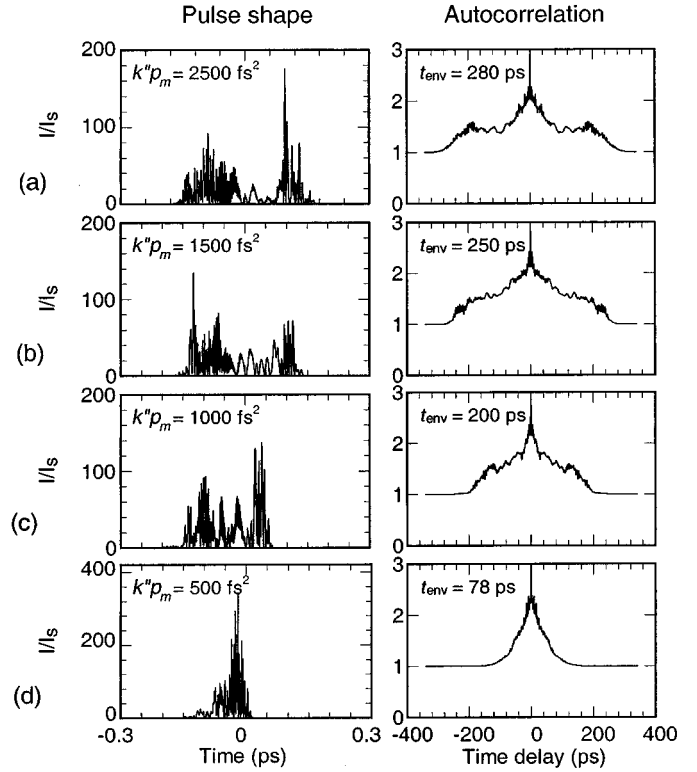 Pulse shape Autocorrelation
200 3
k"pm = 2500 fs² tenv = 280 ps
I/Is 100 2
(a)
0 1
0
200 3
k"pm = 1500 fs² tenv = 250 ps
I/Is 100 2
1
(b)
0 0
200 3
k"pm = 1000 fs² tenv = 200 ps
I/Is 100 2
1
(c)
0 0
400 3
k"pm = 500 fs² tenv = 78 ps
I/Is 200 2
1
(d)
0 0
-0.3 0 0.3 -400 -200 0 200 400
Time (ps) Time delay (ps)